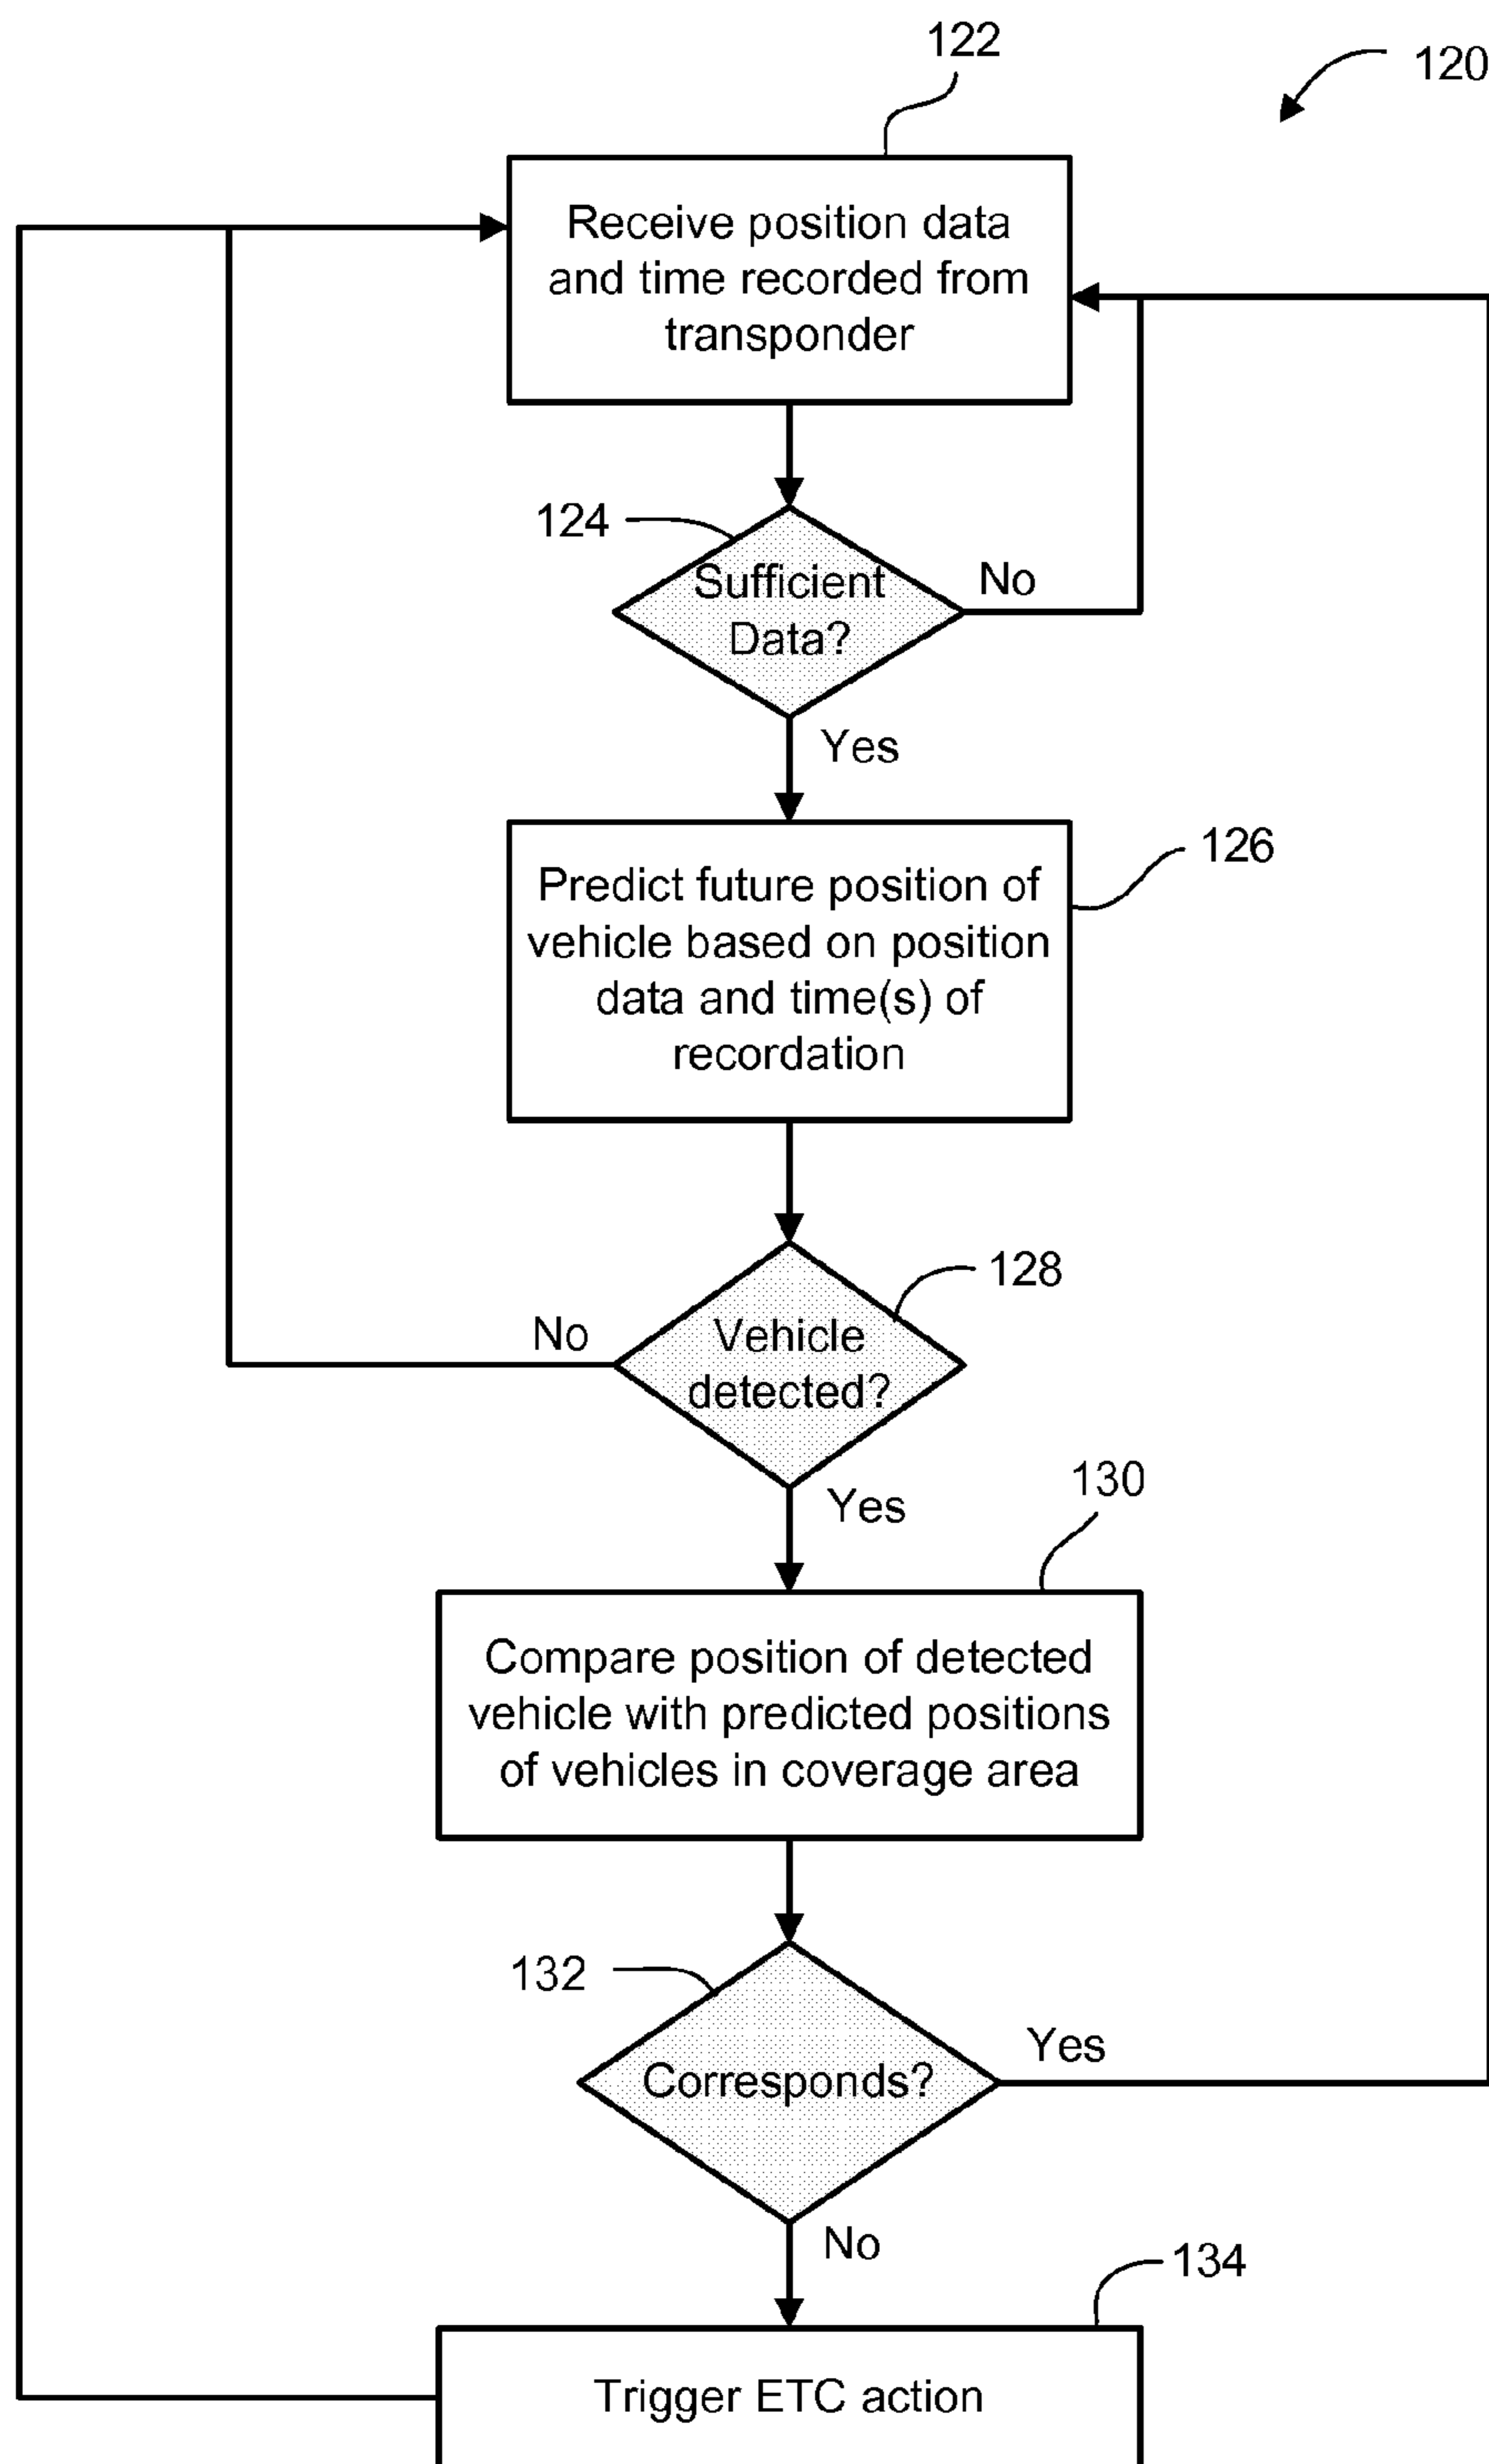 122
120
Receive position data
and time recorded from
transponder
124
Sufficient
Data?
No
Yes
126
Predict future position of
vehicle based on position
data and time(s) of
recordation
128
No
Vehicle
detected?
Yes
130
Compare position of detected
vehicle with predicted positions
of vehicles in coverage area
132
Yes
Corresponds?
No
134
Trigger ETC action